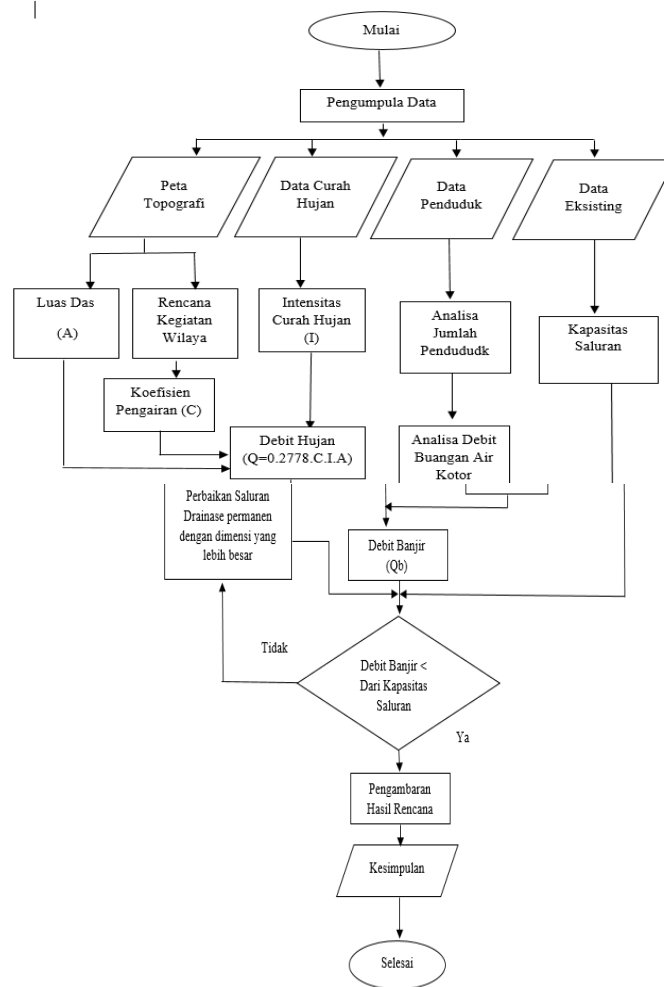 Mulai
Pengumpula Data
Peta
Topografi
Data Curah
Hujan
Data
Penduduk
Data
Eksisting
Luas Das
(A)
Rencana
Kegiatan
Wilaya
Intensitas
Curah Hujan
(I)
Analisa
Jumlah
Pendududk
Kapasitas
Saluran
Koefisien
Pengairan (C)
Debit Hujan
(Q=0.2778.C.I.A)
Analisa Debit
Buangan Air
Kotor
Perbaikan Saluran
Drainase permanen
dengan dimensi yang
lebih besar
Debit Banjir
(Qb)
Tidak
Debit Banjir <
Dari Kapasitas
Saluran
Ya
Pengambaran
Hasil Rencana
Kesimpulan
Selesai